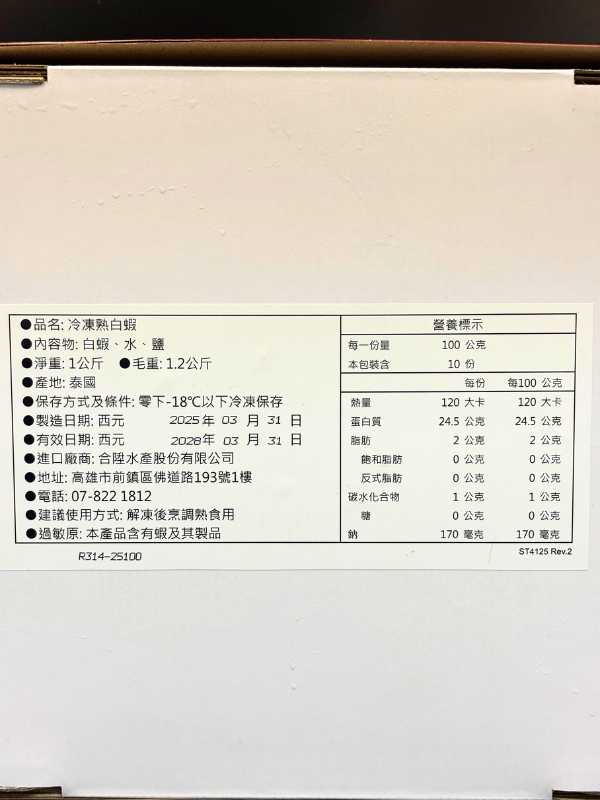 ●品名: 冷凍熟白蝦
●內容物: 白蝦、水、鹽
●淨重: 1公斤 ●毛重: 1.2公斤
●產地: 泰國
●保存方式及條件: 零下-18℃以下冷凍保存
●製造日期: 西元 2025年 03 月 31 日
●有效日期: 西元 2028年 03 月 31 日
●進口廠商: 合陞水產股份有限公司
●地址: 高雄市前鎮區佛道路193號1樓
●電話: 07-822 1812
●建議使用方式: 解凍後烹調熟食用
●過敏原: 本產品含有蝦及其製品
R314-25100
營養標示
每一份量 100 公克
本包裝含 10 份
每份 每100 公克
熱量 120 大卡 120 大卡
蛋白質 24.5 公克 24.5 公克
脂肪 2 公克 2 公克
飽和脂肪 0 公克 0 公克
反式脂肪 0 公克 0 公克
碳水化合物 1 公克 1 公克
糖 0 公克 0 公克
鈉 170 毫克 170 毫克
ST4125 Rev.2